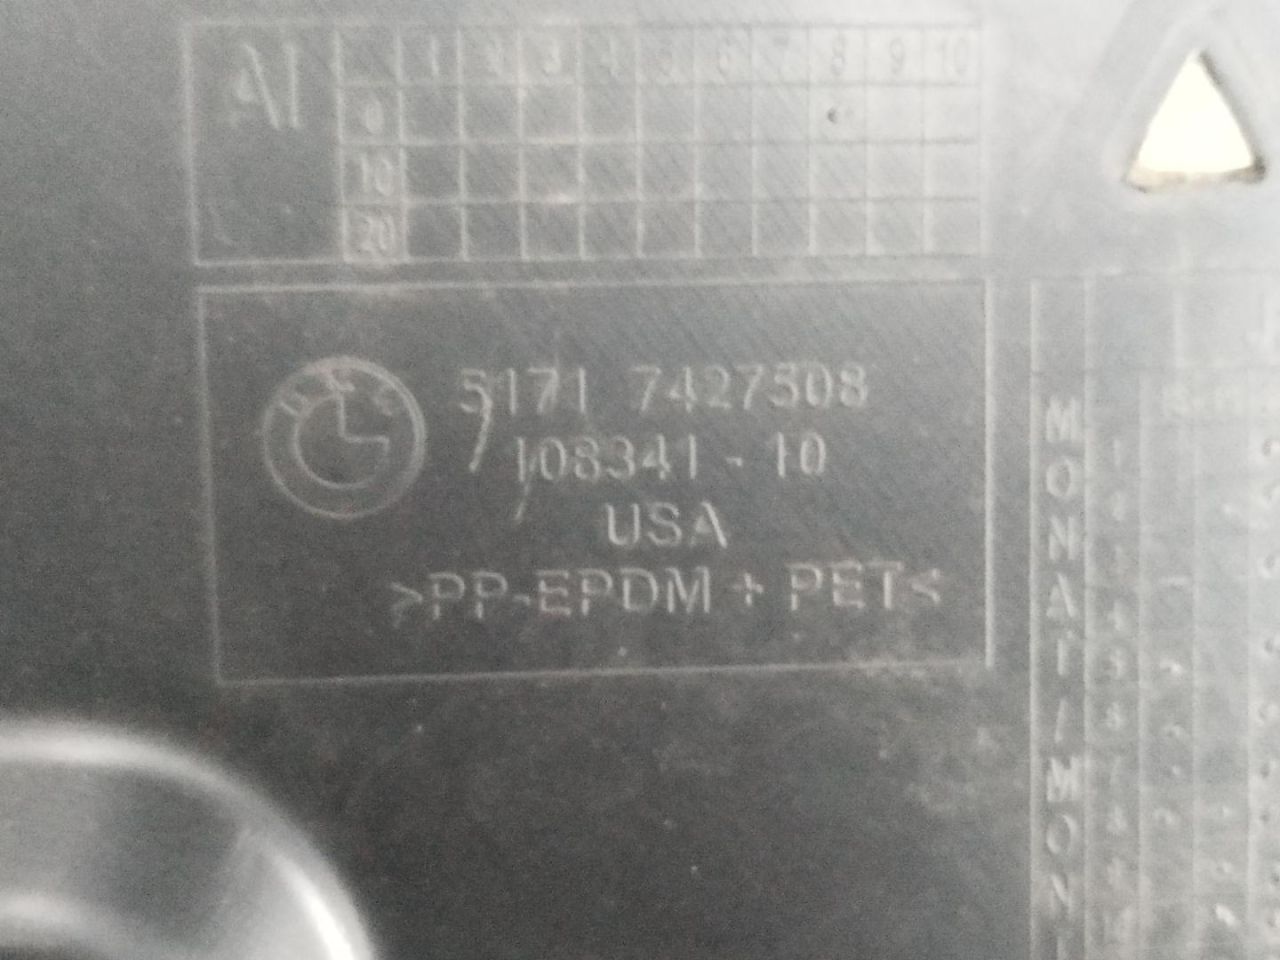 AI 1 2 3 4 5 6 7 8 9 10
0
10
20
BMW
5171 7427508
108341 - 10
USA
>PP-EPDM + PET<
MONAT/MON